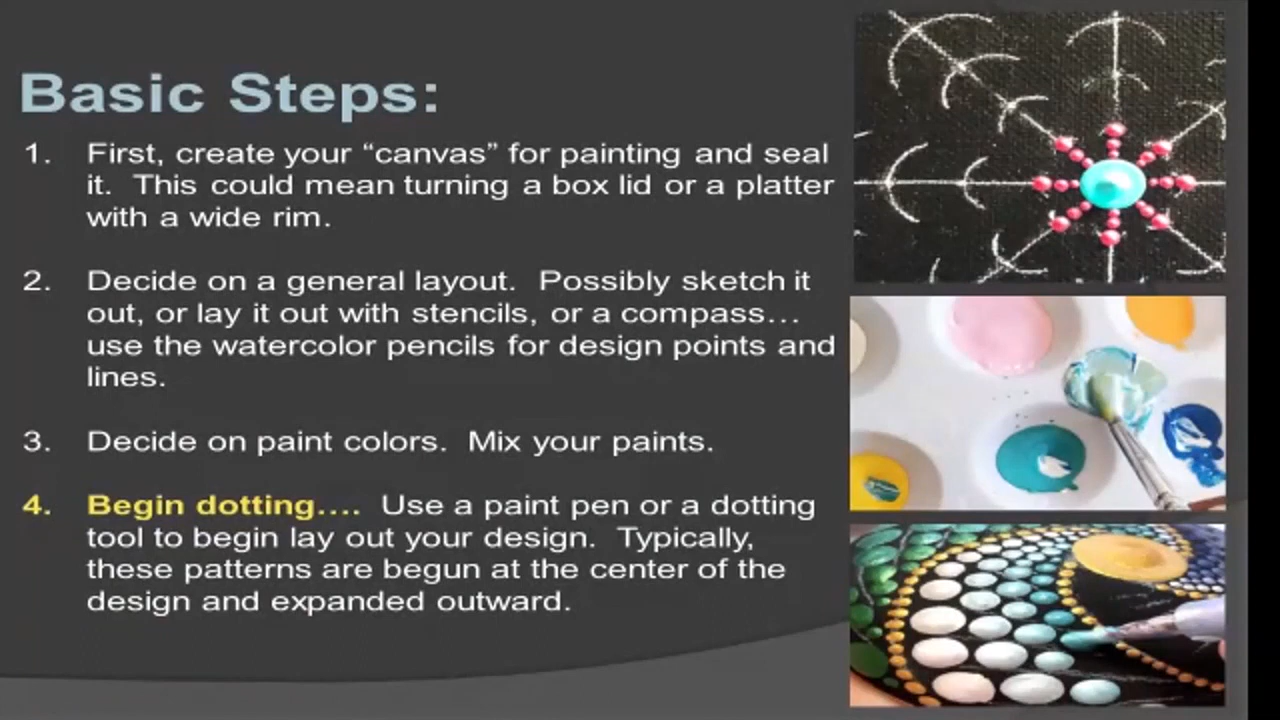 Basic Steps:
1. First, create your “canvas” for painting and seal
it.  This could mean turning a box lid or a platter
with a wide rim.
2. Decide on a general layout.  Possibly sketch it
out, or lay it out with stencils, or a compass…
use the watercolor pencils for design points and
lines.
3. Decide on paint colors.  Mix your paints.
4. Begin dotting….  Use a paint pen or a dotting
tool to begin lay out your design.  Typically,
these patterns are begun at the center of the
design and expanded outward.